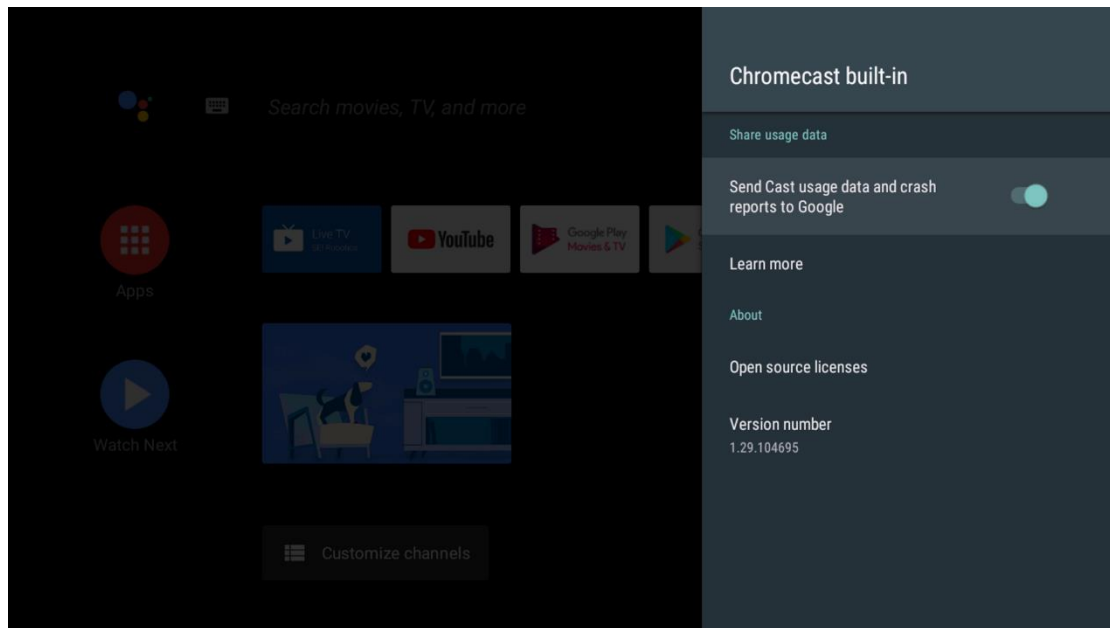 Search movies, TV, and more
Live TV
YouTube
Google Play
Movies & TV
Apps
Watch Next
Customize channels
Chromecast built-in
Share usage data
Send Cast usage data and crash
reports to Google
Learn more
About
Open source licenses
Version number
1.29.104695